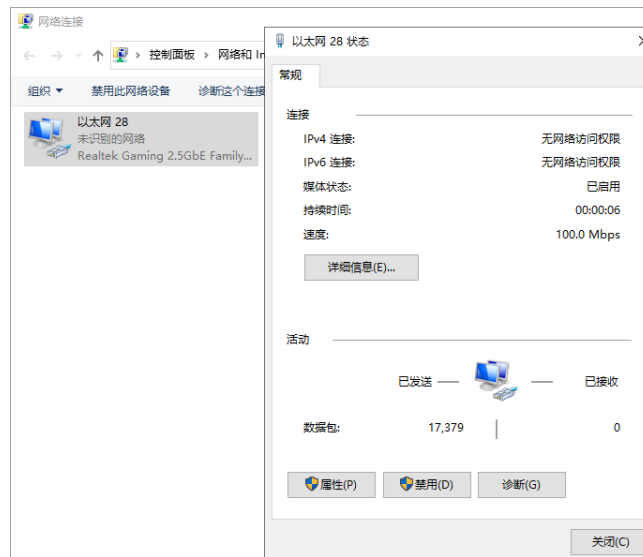 网络连接
控制面板 › 网络和 In
组织 禁用此网络设备 诊断这个连接
以太网 28
未识别的网络
Realtek Gaming 2.5GbE Family...
以太网 28 状态
常规
连接
IPv4 连接: 无网络访问权限
IPv6 连接: 无网络访问权限
媒体状态: 已启用
持续时间: 00:00:06
速度: 100.0 Mbps
详细信息(E)...
活动
已发送 — — 已接收
数据包: 17,379 0
属性(P) 禁用(D) 诊断(G)
关闭(C)